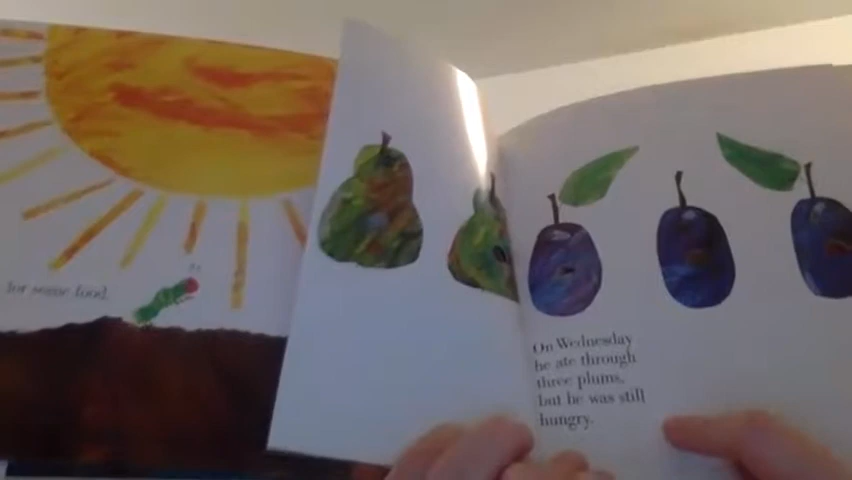 for some food.
On Wednesday
he ate through
three plums,
but he was still
hungry.